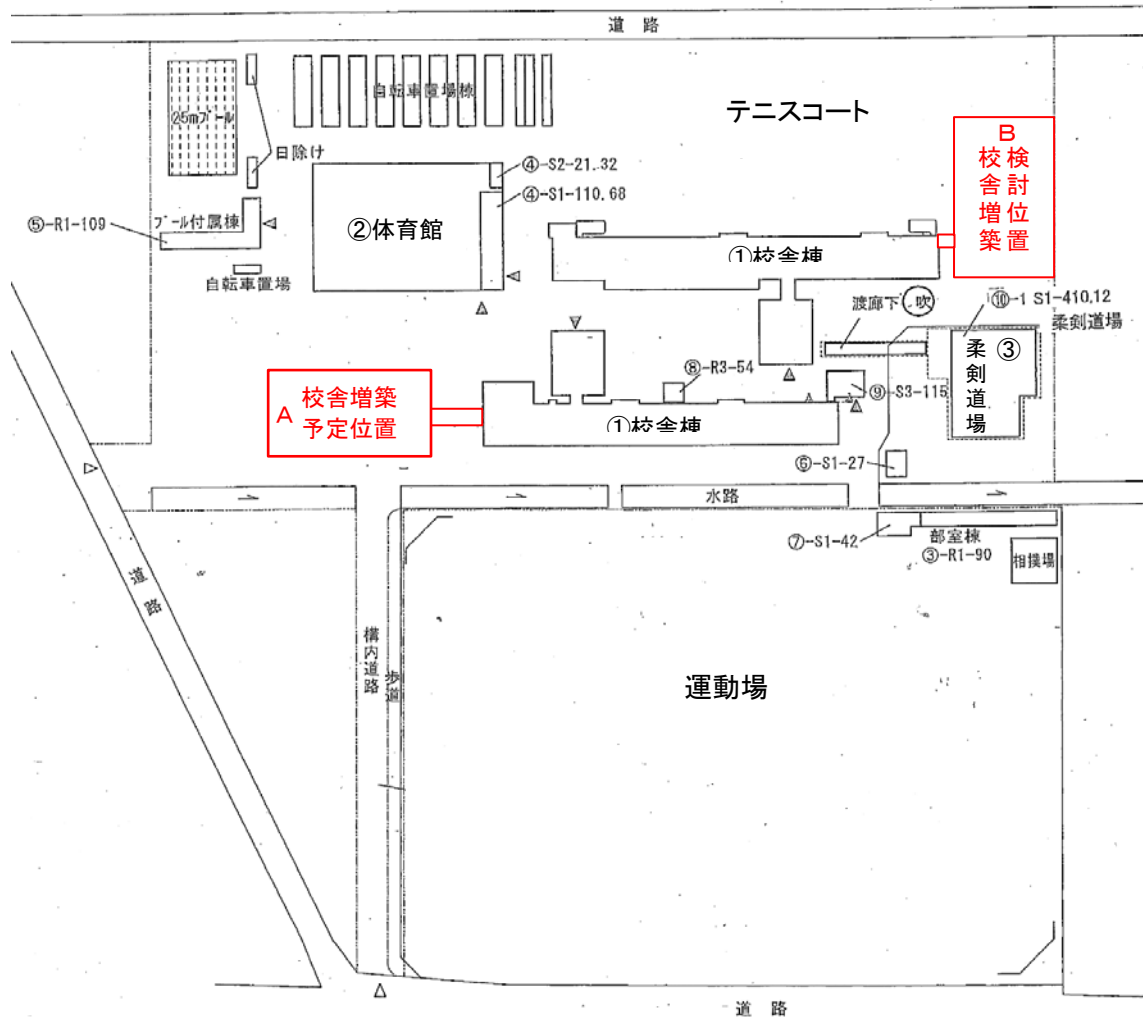 道 路
自転車置場棟
25mプール
テニスコート
B
校舎増築
検討位置
日除け
④-S2-21.32
④-S1-110.68
⑤-R1-109
プール付属棟
②体育館
①校舎棟
自転車置場
渡廊下
吹
⑩-1 S1-410.12
柔剣道場
柔剣道場
③
⑧-R3-54
⑨-S3-115
A
校舎増築
予定位置
①校舎棟
⑥-S1-27
水路
⑦-S1-42
部室棟
③-R1-90
相撲場
道路
構内道路
歩道
運動場
道 路